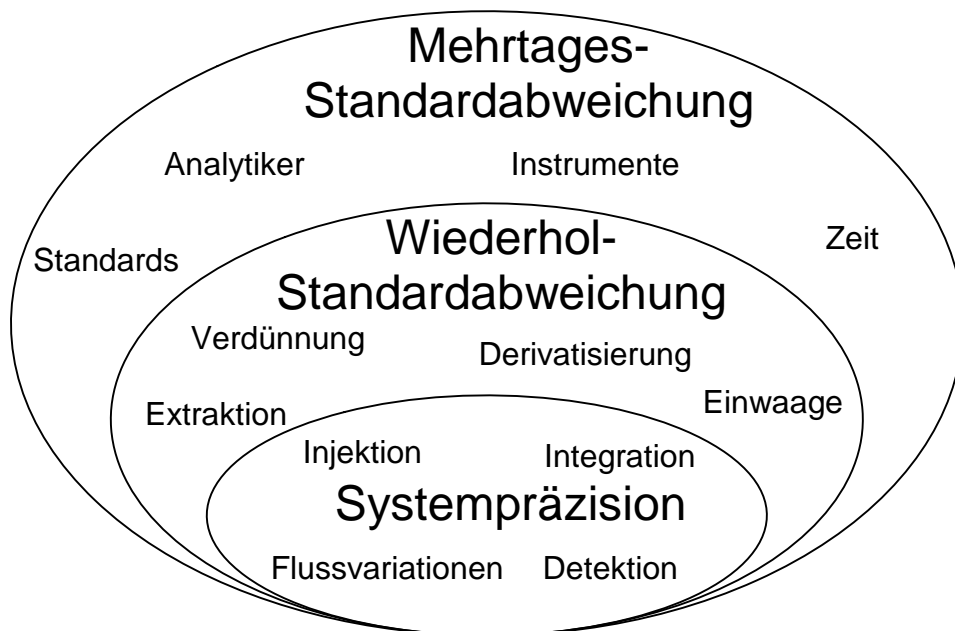 Mehrtages-
Standardabweichung
Analytiker
Instrumente
Zeit
Standards
Wiederhol-
Standardabweichung
Verdünnung
Derivatisierung
Einwaage
Extraktion
Injektion
Integration
Systempräzision
Flussvariationen
Detektion